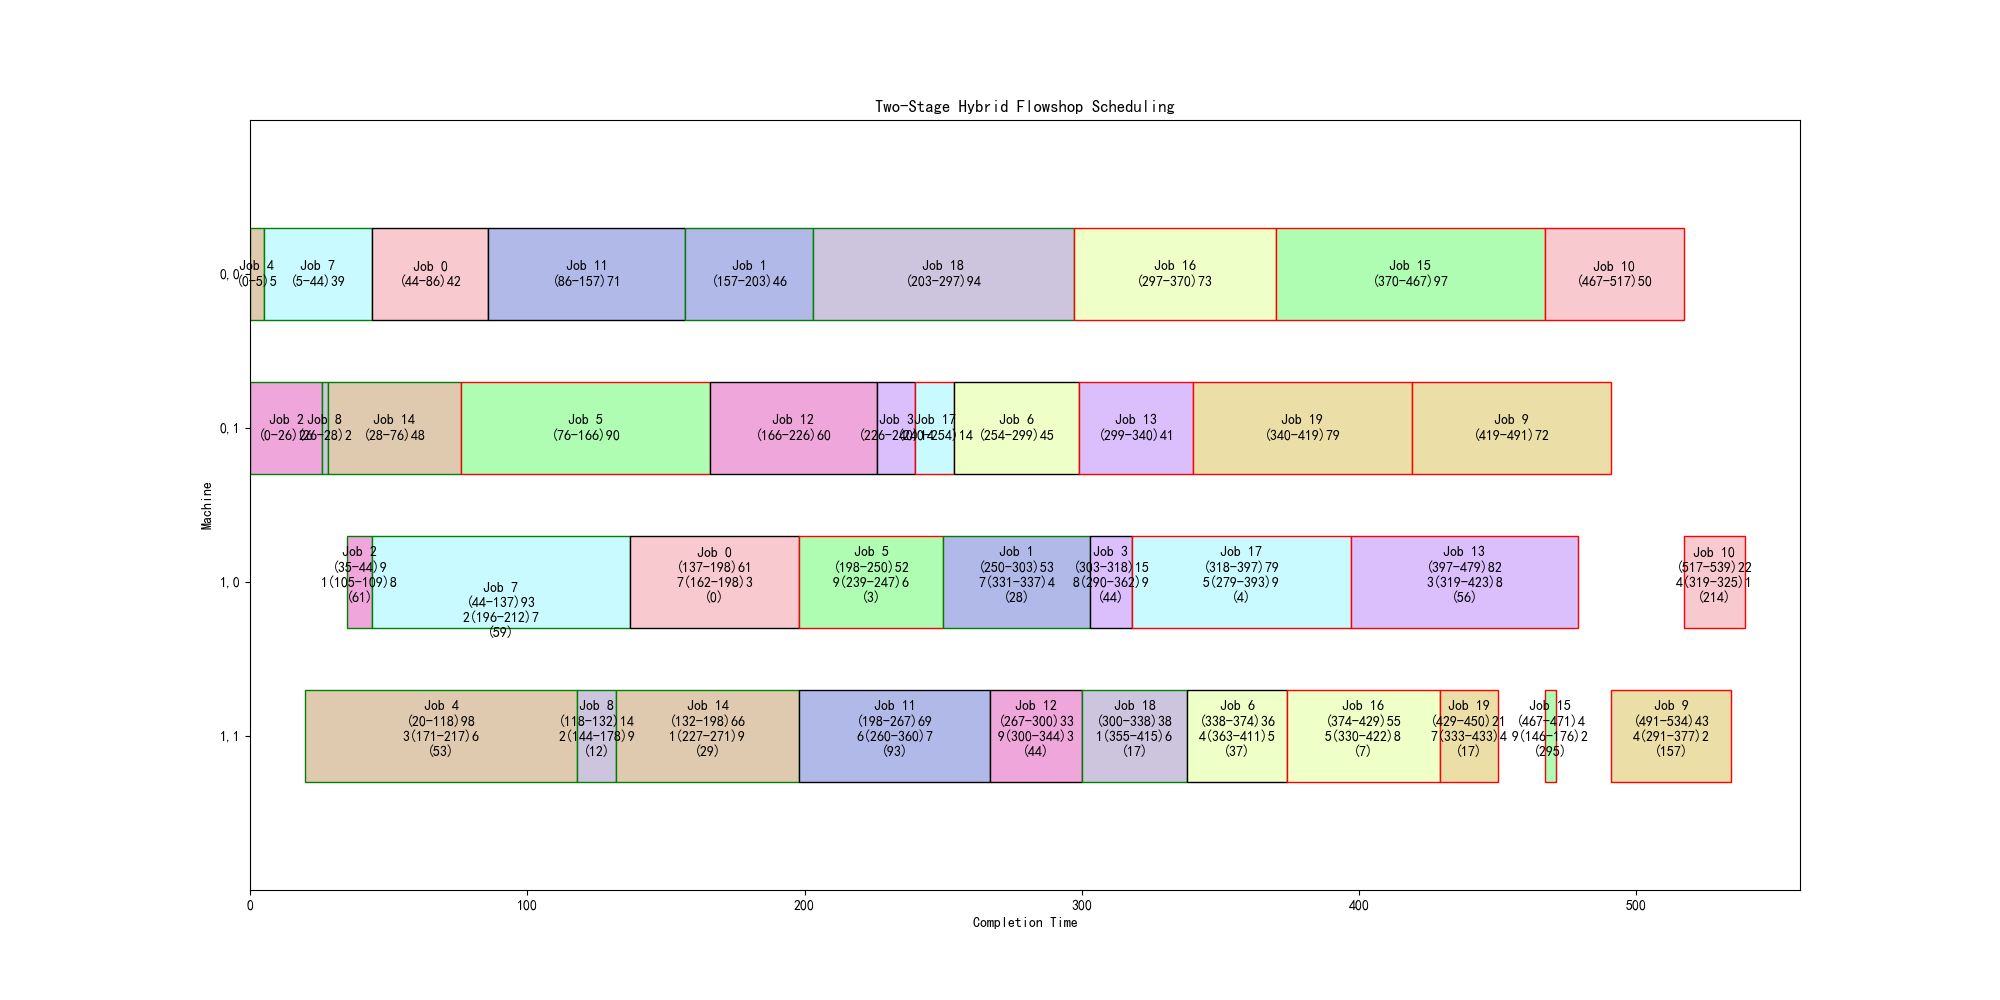 Two-Stage Hybrid Flowshop Scheduling
0,0
Job 4
(0-5)5
Job 7
(5-44)39
Job 0
(44-86)42
Job 11
(86-157)71
Job 1
(157-203)46
Job 18
(203-297)94
Job 16
(297-370)73
Job 15
(370-467)97
Job 10
(467-517)50
0,1
Job 2
(0-26)26
Job 8
(26-28)2
Job 14
(28-76)48
Job 5
(76-166)90
Job 12
(166-226)60
Job 3
(226-240)14
Job 17
(240-254)14
Job 6
(254-299)45
Job 13
(299-340)41
Job 19
(340-419)79
Job 9
(419-491)72
Machine
1,0
Job 2
(35-44)9
1(105-109)8
(61)
Job 7
(44-137)93
2(196-212)7
(59)
Job 0
(137-198)61
7(162-198)3
(0)
Job 5
(198-250)52
9(239-247)6
(3)
Job 1
(250-303)53
7(331-337)4
(28)
Job 3
(303-318)15
8(290-362)9
(44)
Job 17
(318-397)79
5(279-393)9
(4)
Job 13
(397-479)82
3(319-423)8
(56)
Job 10
(517-539)22
4(319-325)1
(214)
1,1
Job 4
(20-118)98
3(171-217)6
(53)
Job 8
(118-132)14
2(144-178)9
(12)
Job 14
(132-198)66
1(227-271)9
(29)
Job 11
(198-267)69
6(260-360)7
(93)
Job 12
(267-300)33
9(300-344)3
(44)
Job 18
(300-338)38
1(355-415)6
(17)
Job 6
(338-374)36
4(363-411)5
(37)
Job 16
(374-429)55
5(330-422)8
(7)
Job 19
(429-450)21
7(333-433)4
(17)
Job 15
(467-471)4
9(146-176)2
(295)
Job 9
(491-534)43
4(291-377)2
(157)
0
100
200
300
400
500
Completion Time